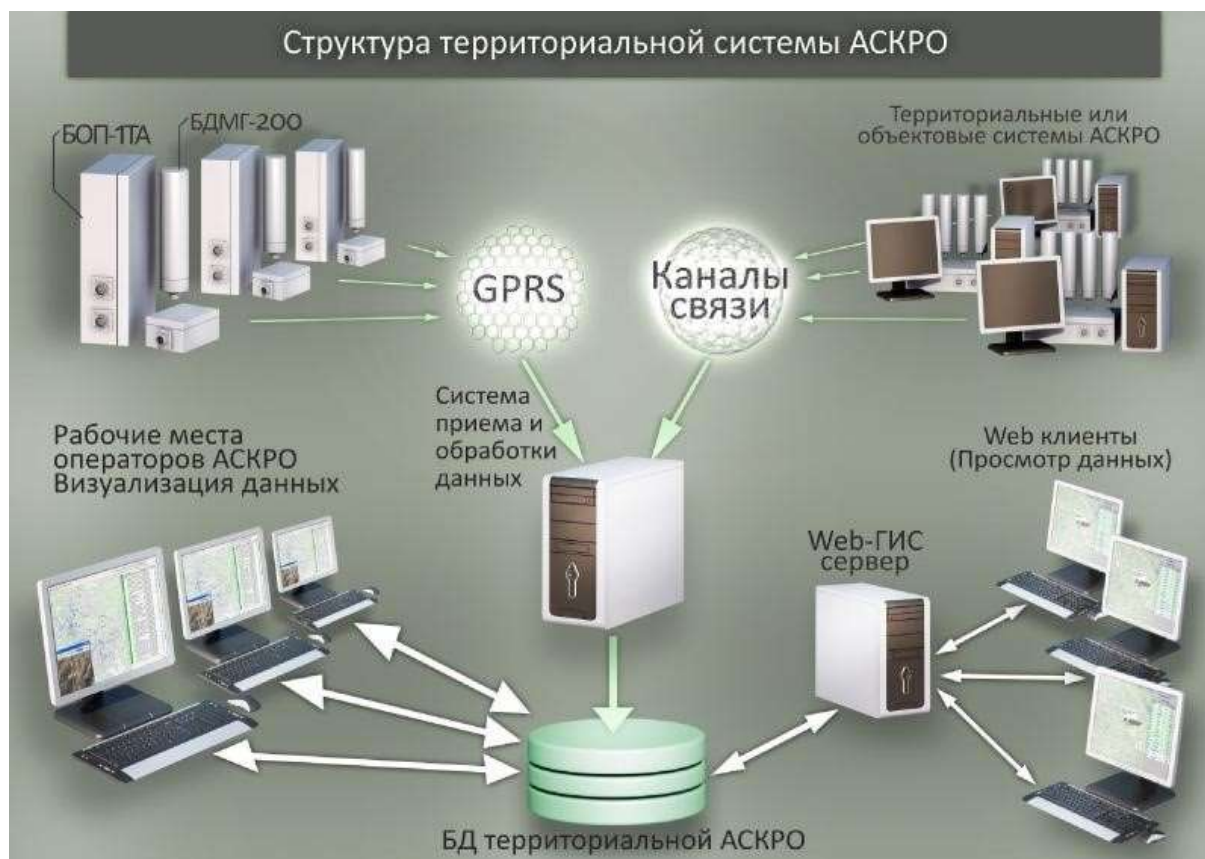 Структура территориальной системы АСКРО
БОП-1ТА
БДМГ-200
Территориальные или
объектовые системы АСКРО
GPRS
Каналы
связи
Система
приема и
обработки
данных
Рабочие места
операторов АСКРО
Визуализация данных
Web клиенты
(Просмотр данных)
Web-ГИС
сервер
БД территориальной АСКРО